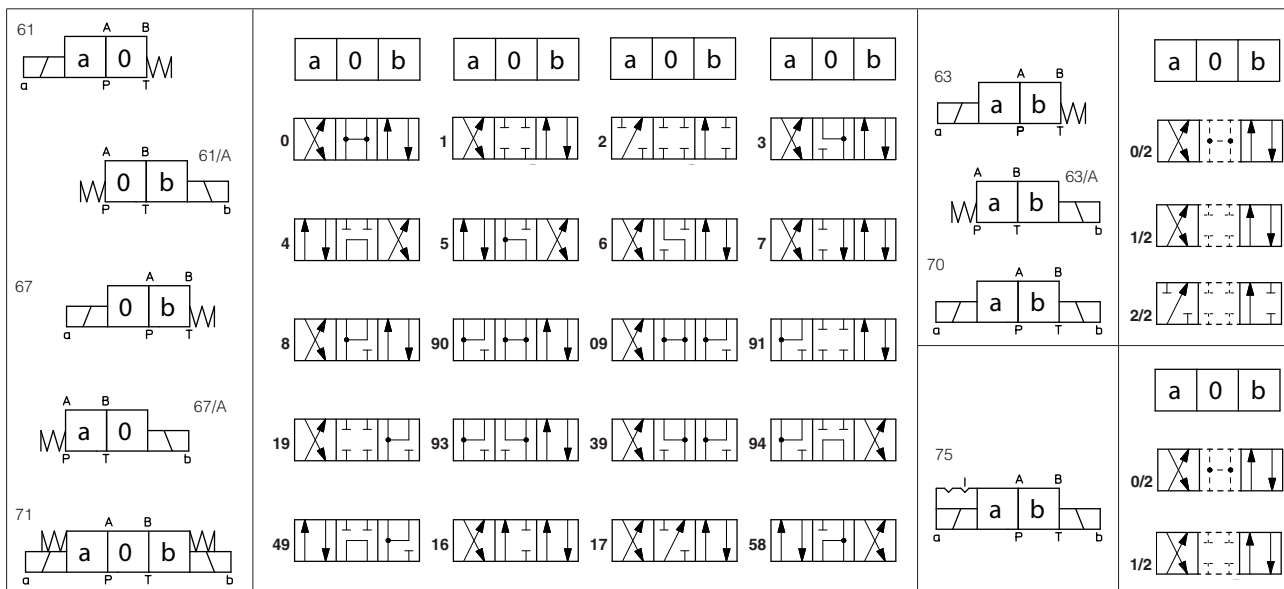 61
A B
a 0
a P T
61/A
A B
0 b
P T b
67
A B
0 b
a P T
67/A
A B
a 0
P T b
71
A B
a 0 b
a P T b
a 0 b a 0 b a 0 b a 0 b
0 1 2 3
4 5 6 7
8 90 09 91
19 93 39 94
49 16 17 58
63
A B
a b
a P T
63/A
A B
a b
P T b
70
A B
a b
a P T b
a 0 b
0/2
1/2
2/2
75
A B
a b
a P T b
a 0 b
0/2
1/2